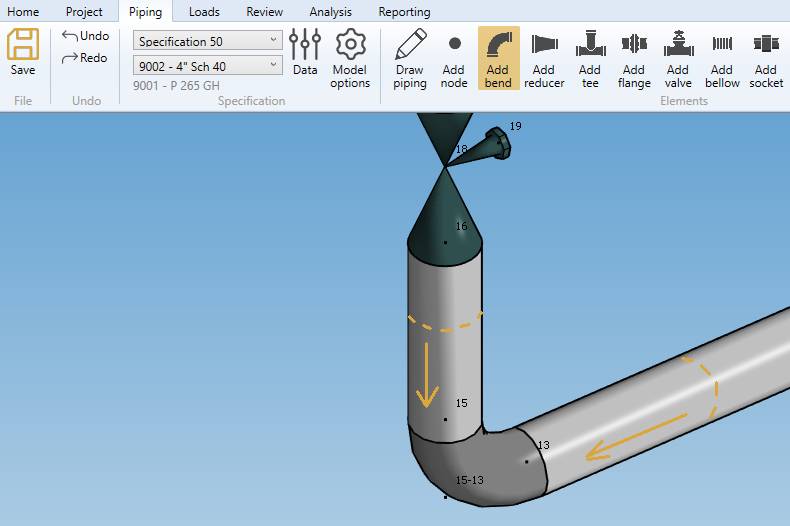 Home Project Piping Loads Review Analysis Reporting
Save
Undo
Redo
Specification 50
9002 - 4" Sch 40
9001 - P 265 GH
Data
Model
options
Draw
piping
Add
node
Add
bend
Add
reducer
Add
tee
Add
flange
Add
valve
Add
bellow
Add
socket
File Undo Specification Elements
19
18
16
15
13
15-13